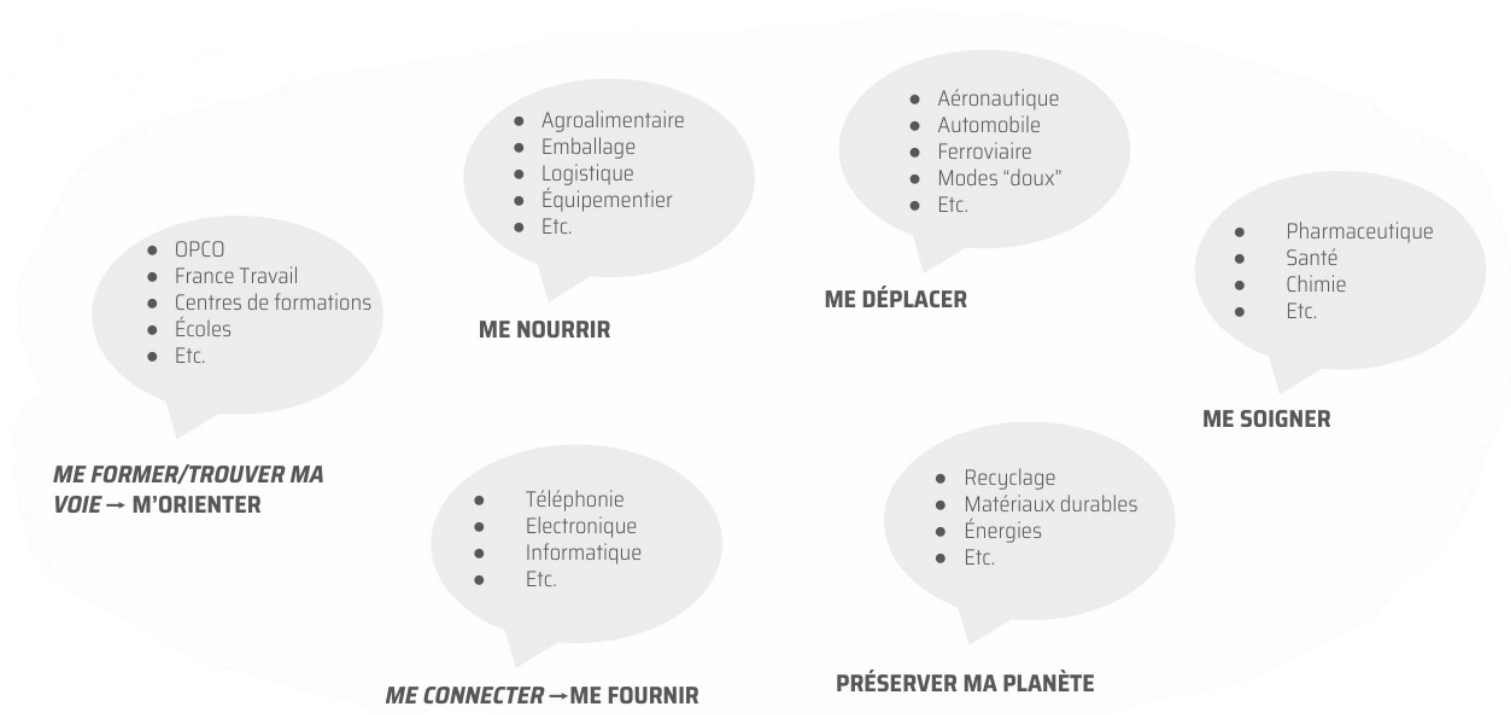 ● OPCO
● France Travail
● Centres de formations
● Écoles
● Etc.
ME FORMER/TROUVER MA
VOIE → M’ORIENTER
● Agroalimentaire
● Emballage
● Logistique
● Équipementier
● Etc.
ME NOURRIR
● Aéronautique
● Automobile
● Ferroviaire
● Modes “doux”
● Etc.
ME DÉPLACER
● Pharmaceutique
● Santé
● Chimie
● Etc.
ME SOIGNER
● Téléphonie
● Electronique
● Informatique
● Etc.
ME CONNECTER →ME FOURNIR
● Recyclage
● Matériaux durables
● Énergies
● Etc.
PRÉSERVER MA PLANÈTE